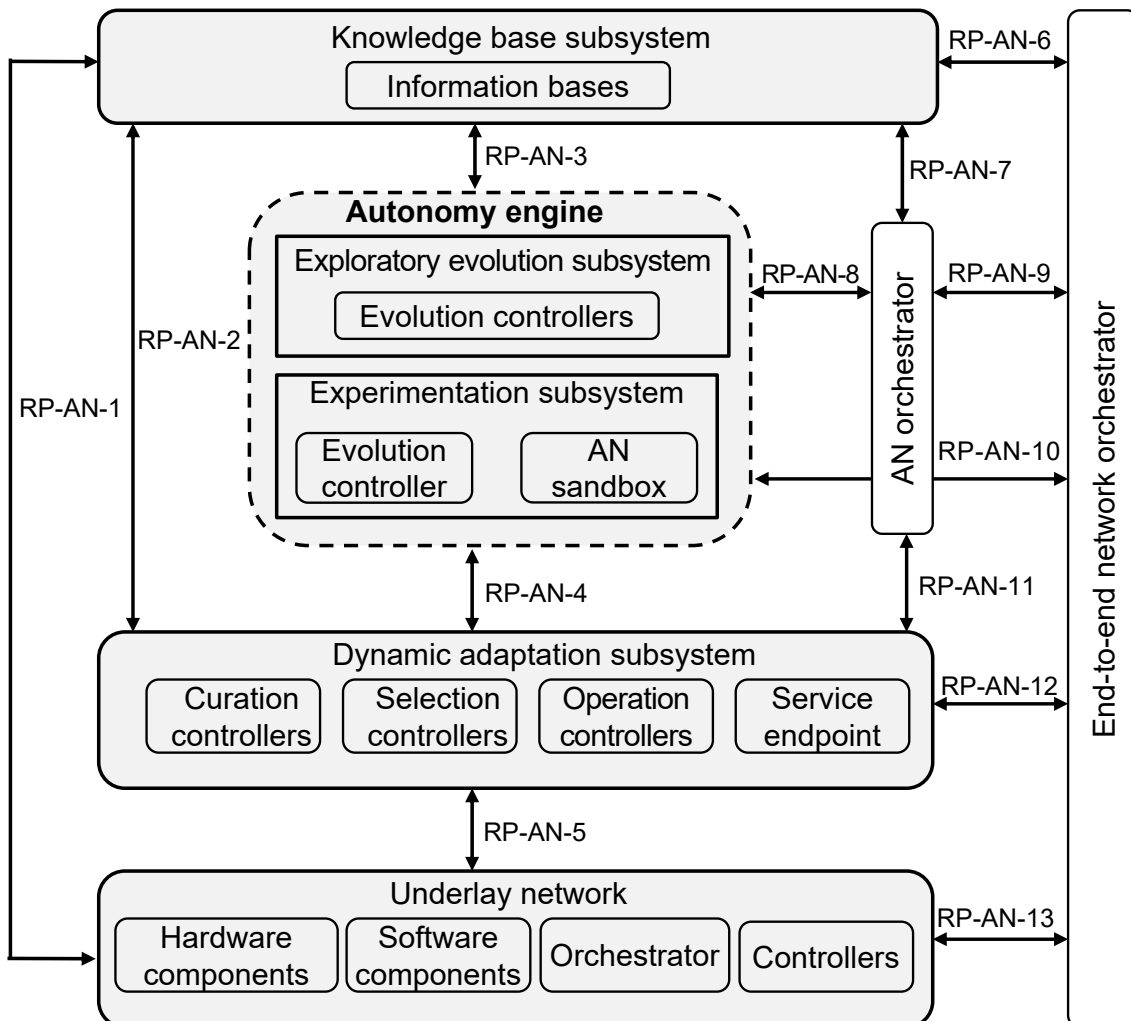 Knowledge base subsystem
Information bases
RP-AN-6
RP-AN-3
RP-AN-7
Autonomy engine
Exploratory evolution subsystem
Evolution controllers
RP-AN-8
RP-AN-9
RP-AN-2
RP-AN-1
Experimentation subsystem
Evolution
controller
AN
sandbox
AN orchestrator
RP-AN-10
End-to-end network orchestrator
RP-AN-4
RP-AN-11
Dynamic adaptation subsystem
Curation
controllers
Selection
controllers
Operation
controllers
Service
endpoint
RP-AN-12
RP-AN-5
Underlay network
Hardware
components
Software
components
Orchestrator
Controllers
RP-AN-13